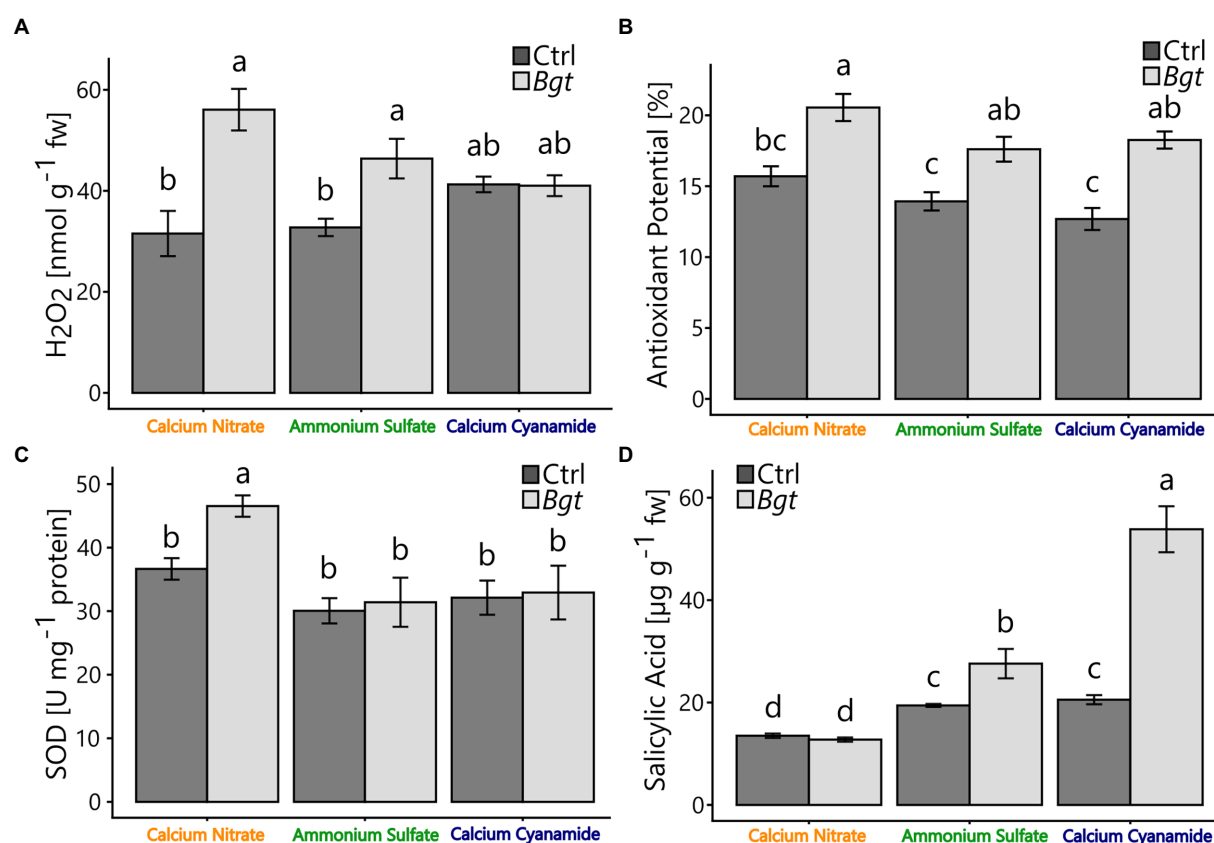 A
H₂O₂ [nmol g⁻¹ fw]
60
40
20
0
Ctrl
Bgt
b
a
b
a
ab
ab
Calcium Nitrate
Ammonium Sulfate
Calcium Cyanamide
B
Antioxidant Potential [%]
20
15
10
5
0
Ctrl
Bgt
bc
a
c
ab
c
ab
Calcium Nitrate
Ammonium Sulfate
Calcium Cyanamide
C
SOD [U mg⁻¹ protein]
50
40
30
20
10
0
Ctrl
Bgt
b
a
b
b
b
b
Calcium Nitrate
Ammonium Sulfate
Calcium Cyanamide
D
Salicylic Acid [µg g⁻¹ fw]
60
40
20
0
Ctrl
Bgt
d
d
c
b
c
a
Calcium Nitrate
Ammonium Sulfate
Calcium Cyanamide